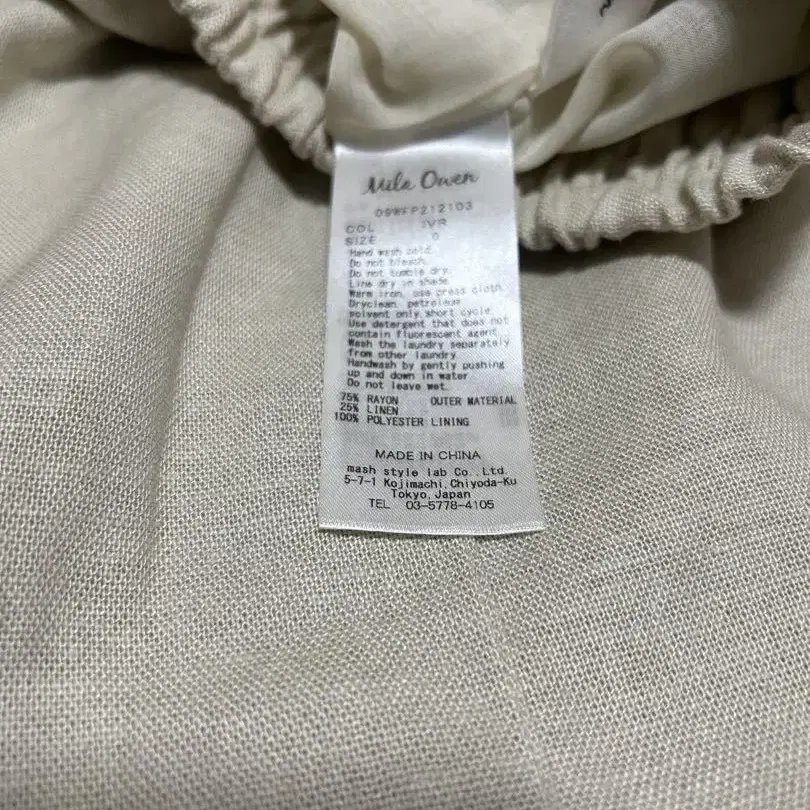 Mila Owen
09WFP212103
COL IVR
SIZE 0
Hand wash cold.
Do not bleach.
Do not tumble dry.
Line dry in shade.
Warm iron, use press cloth.
Dryclean, petroleum
solvent only short cycle.
Use detergent that does not
contain fluorescent agent.
Wash the laundry separately
from other laundry.
Handwash by gently pushing
up and down in water
Do not leave wet.
75% RAYON OUTER MATERIAL
25% LINEN
100% POLYESTER LINING
MADE IN CHINA
mash style lab Co., Ltd.
5-7-1 Kojimachi, Chiyoda-Ku
Tokyo, Japan
TEL 03-5778-4105